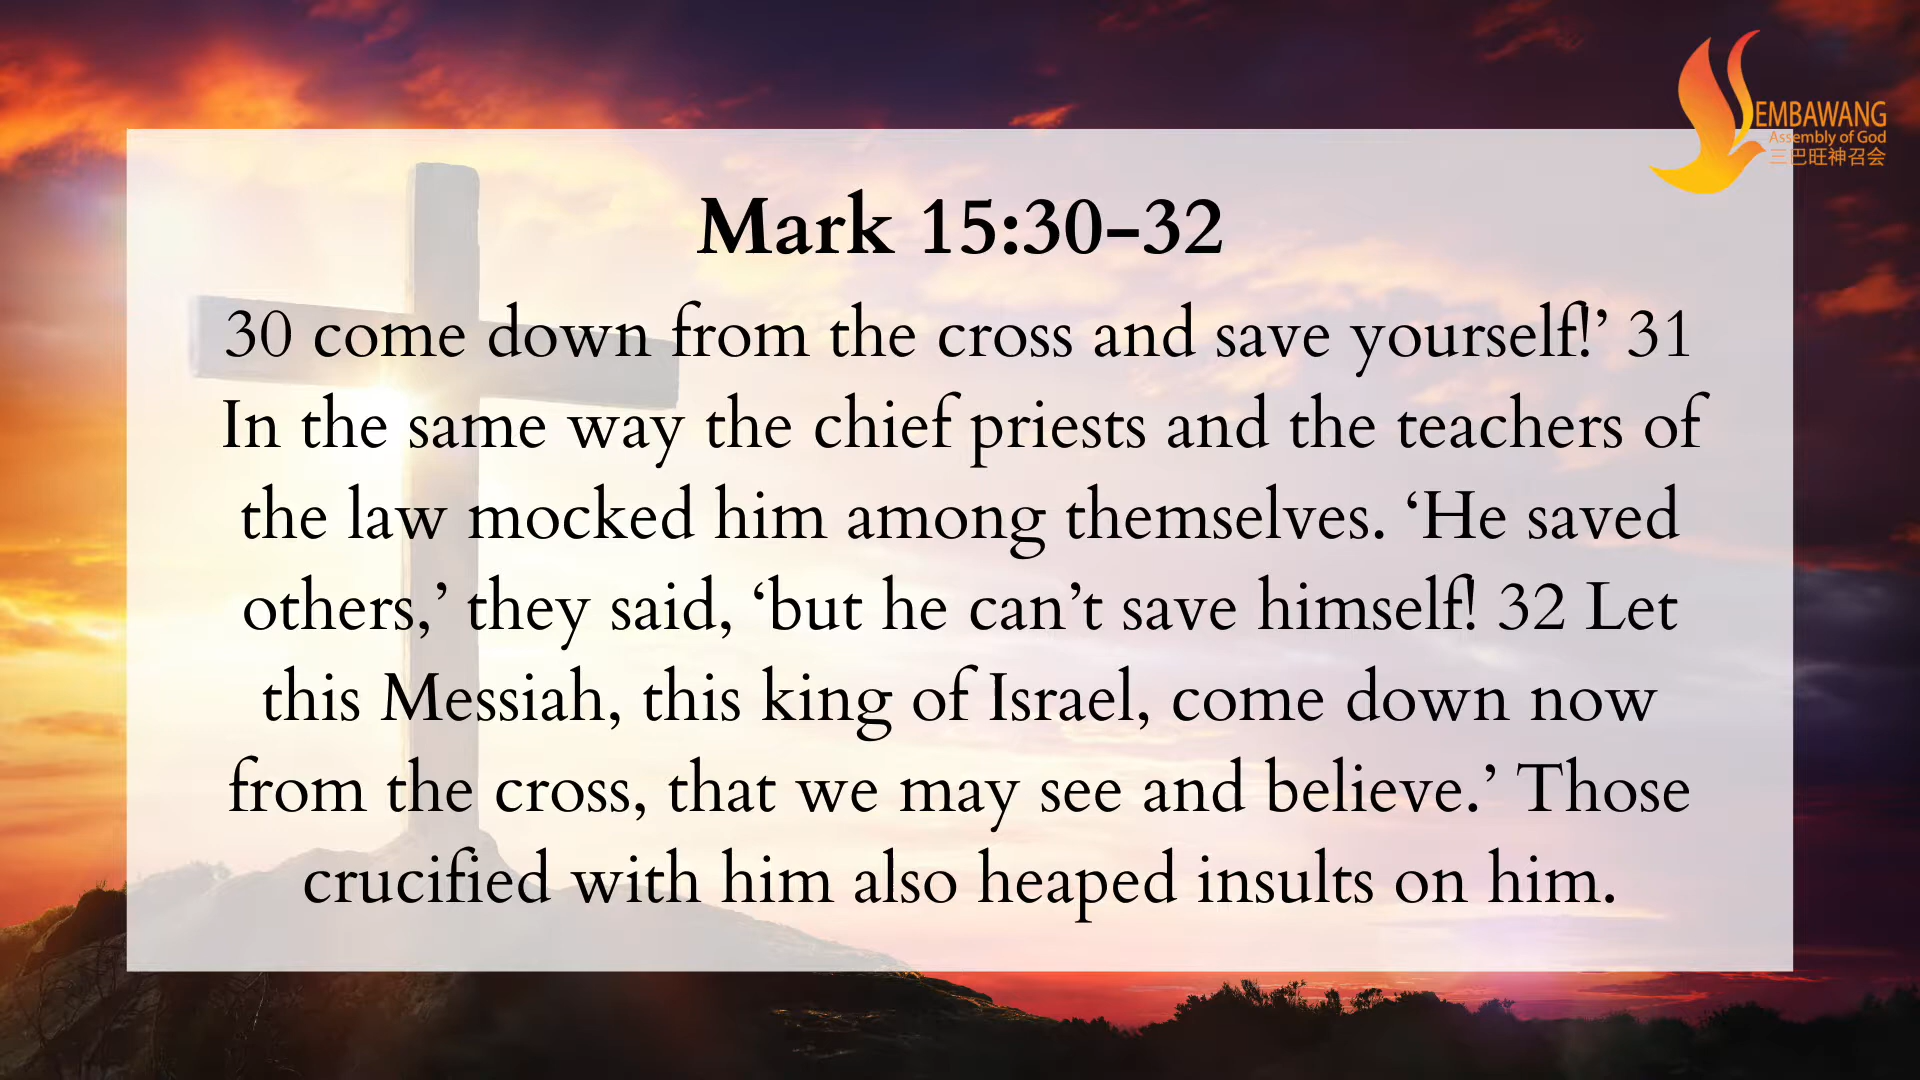 EMBAWANG
Assembly of God
三巴旺神召会
Mark 15:30-32
30 come down from the cross and save yourself!’ 31
In the same way the chief priests and the teachers of
the law mocked him among themselves. ‘He saved
others,’ they said, ‘but he can’t save himself! 32 Let
this Messiah, this king of Israel, come down now
from the cross, that we may see and believe.’ Those
crucified with him also heaped insults on him.